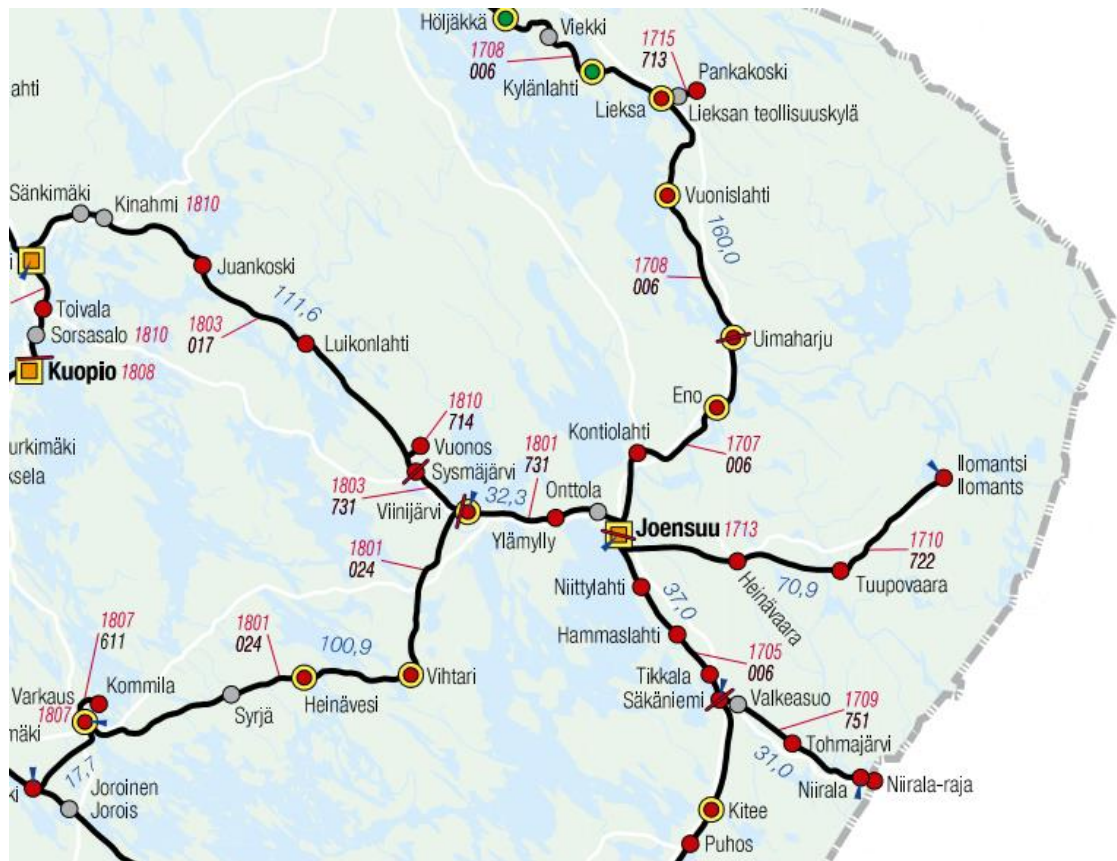 Höljäkkä
Viekki
1708
006
Kylänlahti
1715
713
Pankakoski
Lieksa
Lieksan teollisuuskylä
ahti
Vuonislahti
160,0
1708
006
Sänkimäki
Kinahmi 1810
i
Juankoski
Toivala
Sorsasalo 1810
1803
017
111,6
Luikonlahti
Kuopio 1808
Uimaharju
Eno
Kontiolahti
1707
006
1810
714
Vuonos
Sysmäjärvi
urkimäki
ksela
1803
731
Viinijärvi
32,3
1801
731
Onttola
Ylämylly
Joensuu 1713
Ilomantsi
Ilomants
1710
722
Heinävaara
70,9
Tuupovaara
1801
024
Niittylahti
37,0
Hammaslahti
1705
006
Tikkala
Säkäniemi
Valkeasuo
1709
751
Tohmajärvi
31,0
Niirala
Niirala-raja
1807
611
1801
024
100,9
Vihtari
Heinävesi
Syrjä
Varkaus
Kommila
1807
mäki
17,7
ki
Joroinen
Jorois
Kitee
Puhos